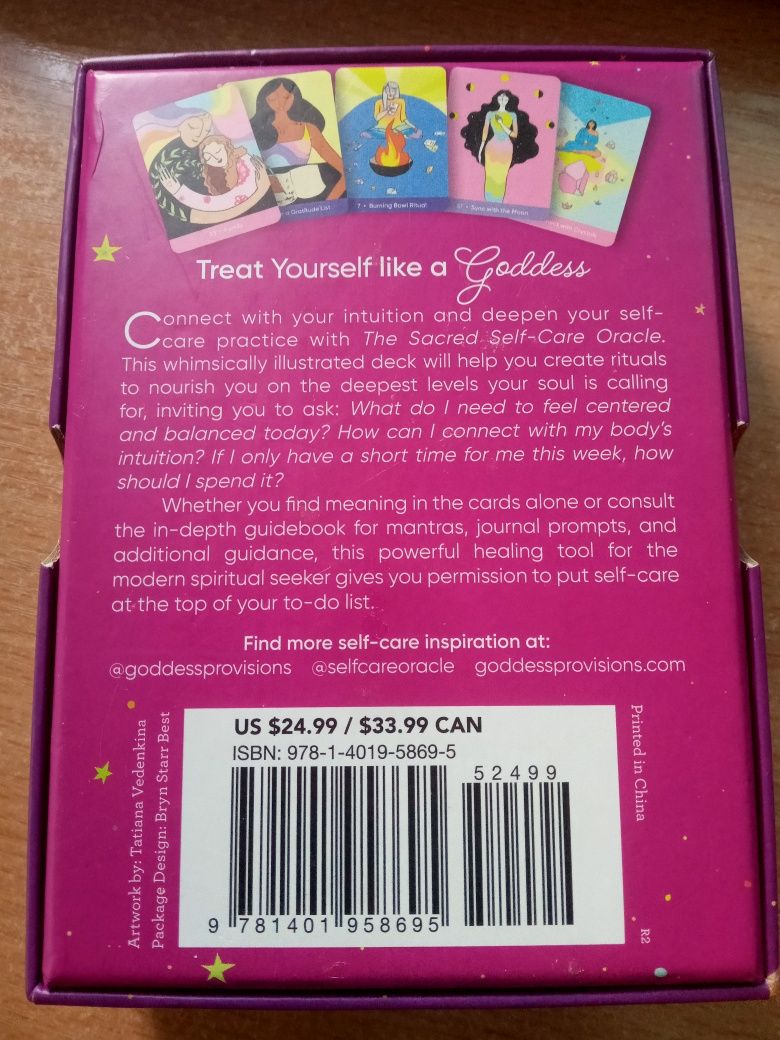 a Gratitude List
7 • Burning Bowl Ritual
Sync with the Moon
with Crystals
Treat Yourself like a Goddess
Connect with your intuition and deepen your self-
care practice with The Sacred Self-Care Oracle.
This whimsically illustrated deck will help you create rituals
to nourish you on the deepest levels your soul is calling
for, inviting you to ask: What do I need to feel centered
and balanced today? How can I connect with my body's
intuition? If I only have a short time for me this week, how
should I spend it?
Whether you find meaning in the cards alone or consult
the in-depth guidebook for mantras, journal prompts, and
additional guidance, this powerful healing tool for the
modern spiritual seeker gives you permission to put self-care
at the top of your to-do list.
Find more self-care inspiration at:
@goddessprovisions @selfcareoracle goddessprovisions.com
Artwork by: Tatiana Vedenkina
Package Design: Bryn Starr Best
US $24.99 / $33.99 CAN
ISBN: 978-1-4019-5869-5
52499
9 781401 958695
Printed in China
R2